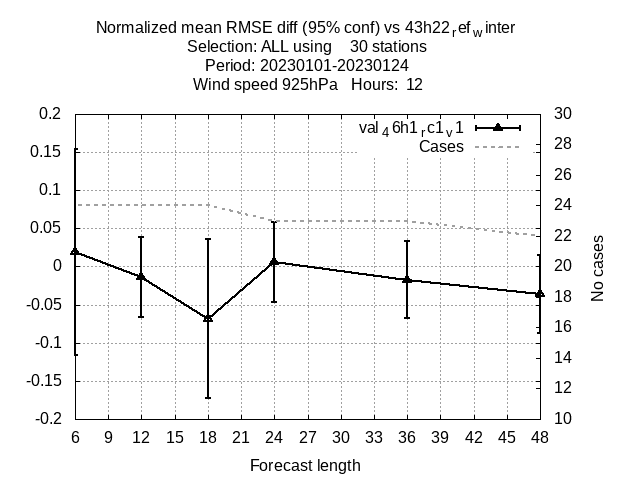 Normalized mean RMSE diff (95% conf) vs 43h22ref winter
Selection: ALL using 30 stations
Period: 20230101-20230124
Wind speed 925hPa Hours: 12
val46h1rc1v1
Cases
0.2
0.15
0.1
0.05
0
-0.05
-0.1
-0.15
-0.2
30
28
26
24
22
20
18
16
14
12
10
No cases
6 9 12 15 18 21 24 27 30 33 36 39 42 45 48
Forecast length